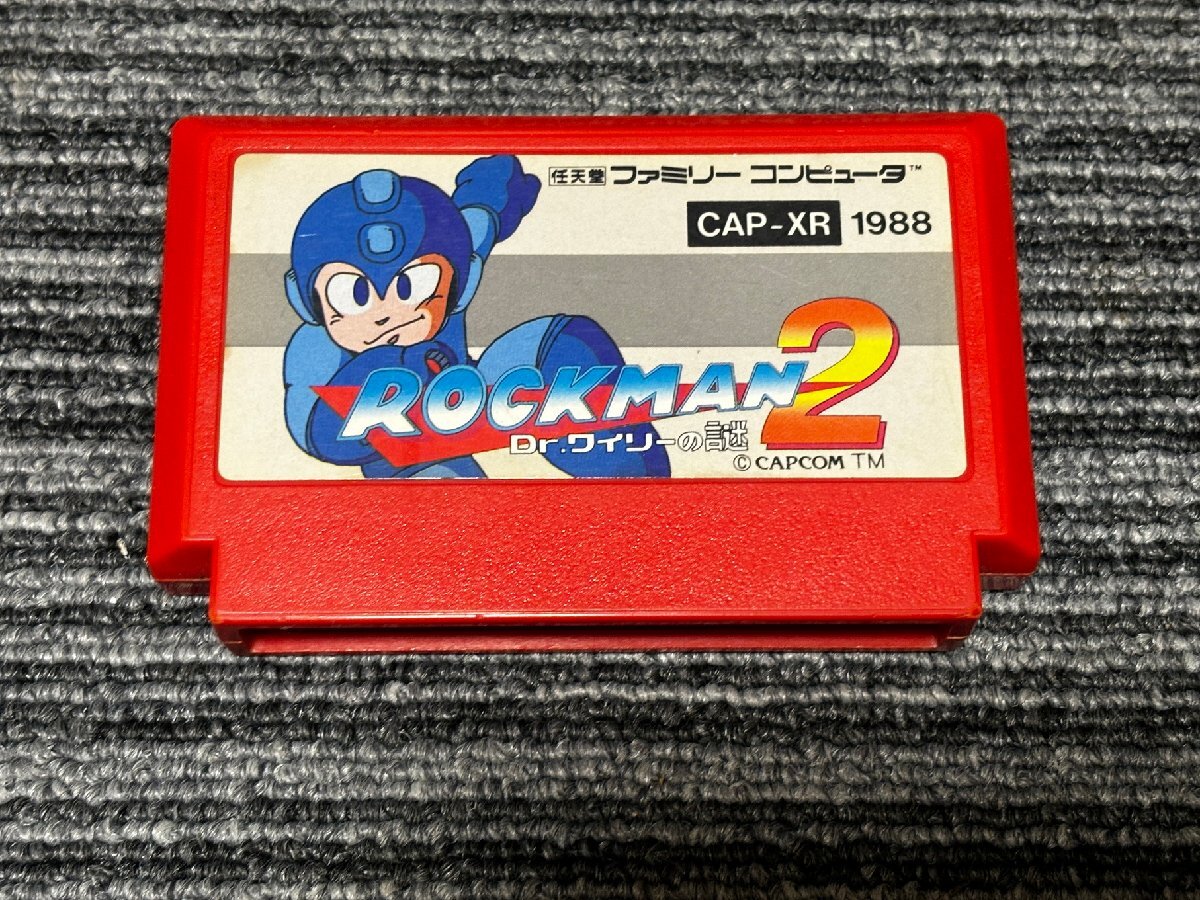 任天堂 ファミリー コンピュータ™
CAP-XR 1988
ROCKMAN 2
Dr.ワイリーの謎
© CAPCOM TM